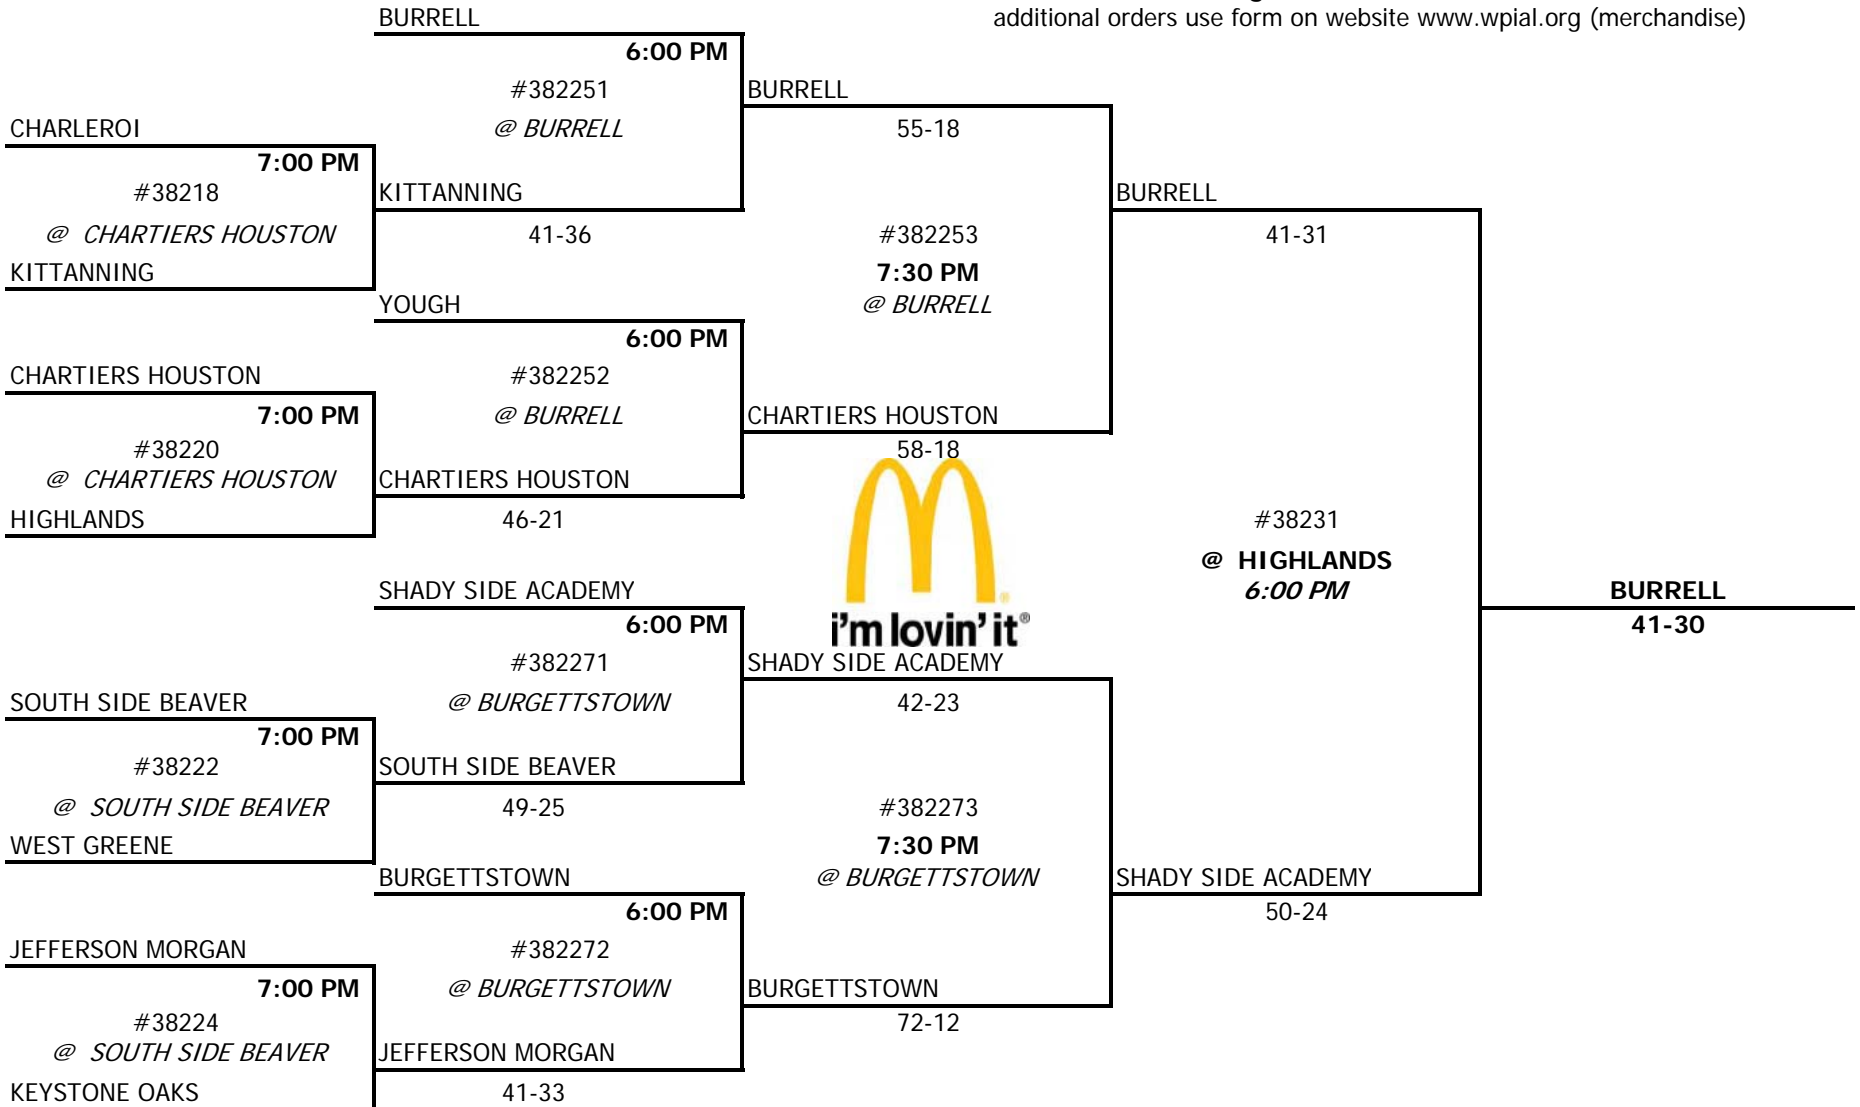 additional orders use form on website www.wpial.org (merchandise)
BURRELL
6:00 PM
#382251
@ BURRELL
BURRELL
55-18
CHARLEROI
7:00 PM
#38218
@ CHARTIERS HOUSTON
KITTANNING
KITTANNING
41-36
#382253
7:30 PM
@ BURRELL
BURRELL
41-31
YOUGH
6:00 PM
#382252
@ BURRELL
CHARTIERS HOUSTON
7:00 PM
#38220
@ CHARTIERS HOUSTON
HIGHLANDS
CHARTIERS HOUSTON
58-18
CHARTIERS HOUSTON
46-21
i'm lovin' it®
#38231
@ HIGHLANDS
6:00 PM
BURRELL
41-30
SHADY SIDE ACADEMY
6:00 PM
#382271
@ BURGETTSTOWN
SHADY SIDE ACADEMY
42-23
SOUTH SIDE BEAVER
7:00 PM
#38222
@ SOUTH SIDE BEAVER
WEST GREENE
SOUTH SIDE BEAVER
49-25
#382273
7:30 PM
@ BURGETTSTOWN
SHADY SIDE ACADEMY
50-24
BURGETTSTOWN
6:00 PM
#382272
@ BURGETTSTOWN
BURGETTSTOWN
72-12
JEFFERSON MORGAN
7:00 PM
#38224
@ SOUTH SIDE BEAVER
KEYSTONE OAKS
JEFFERSON MORGAN
41-33